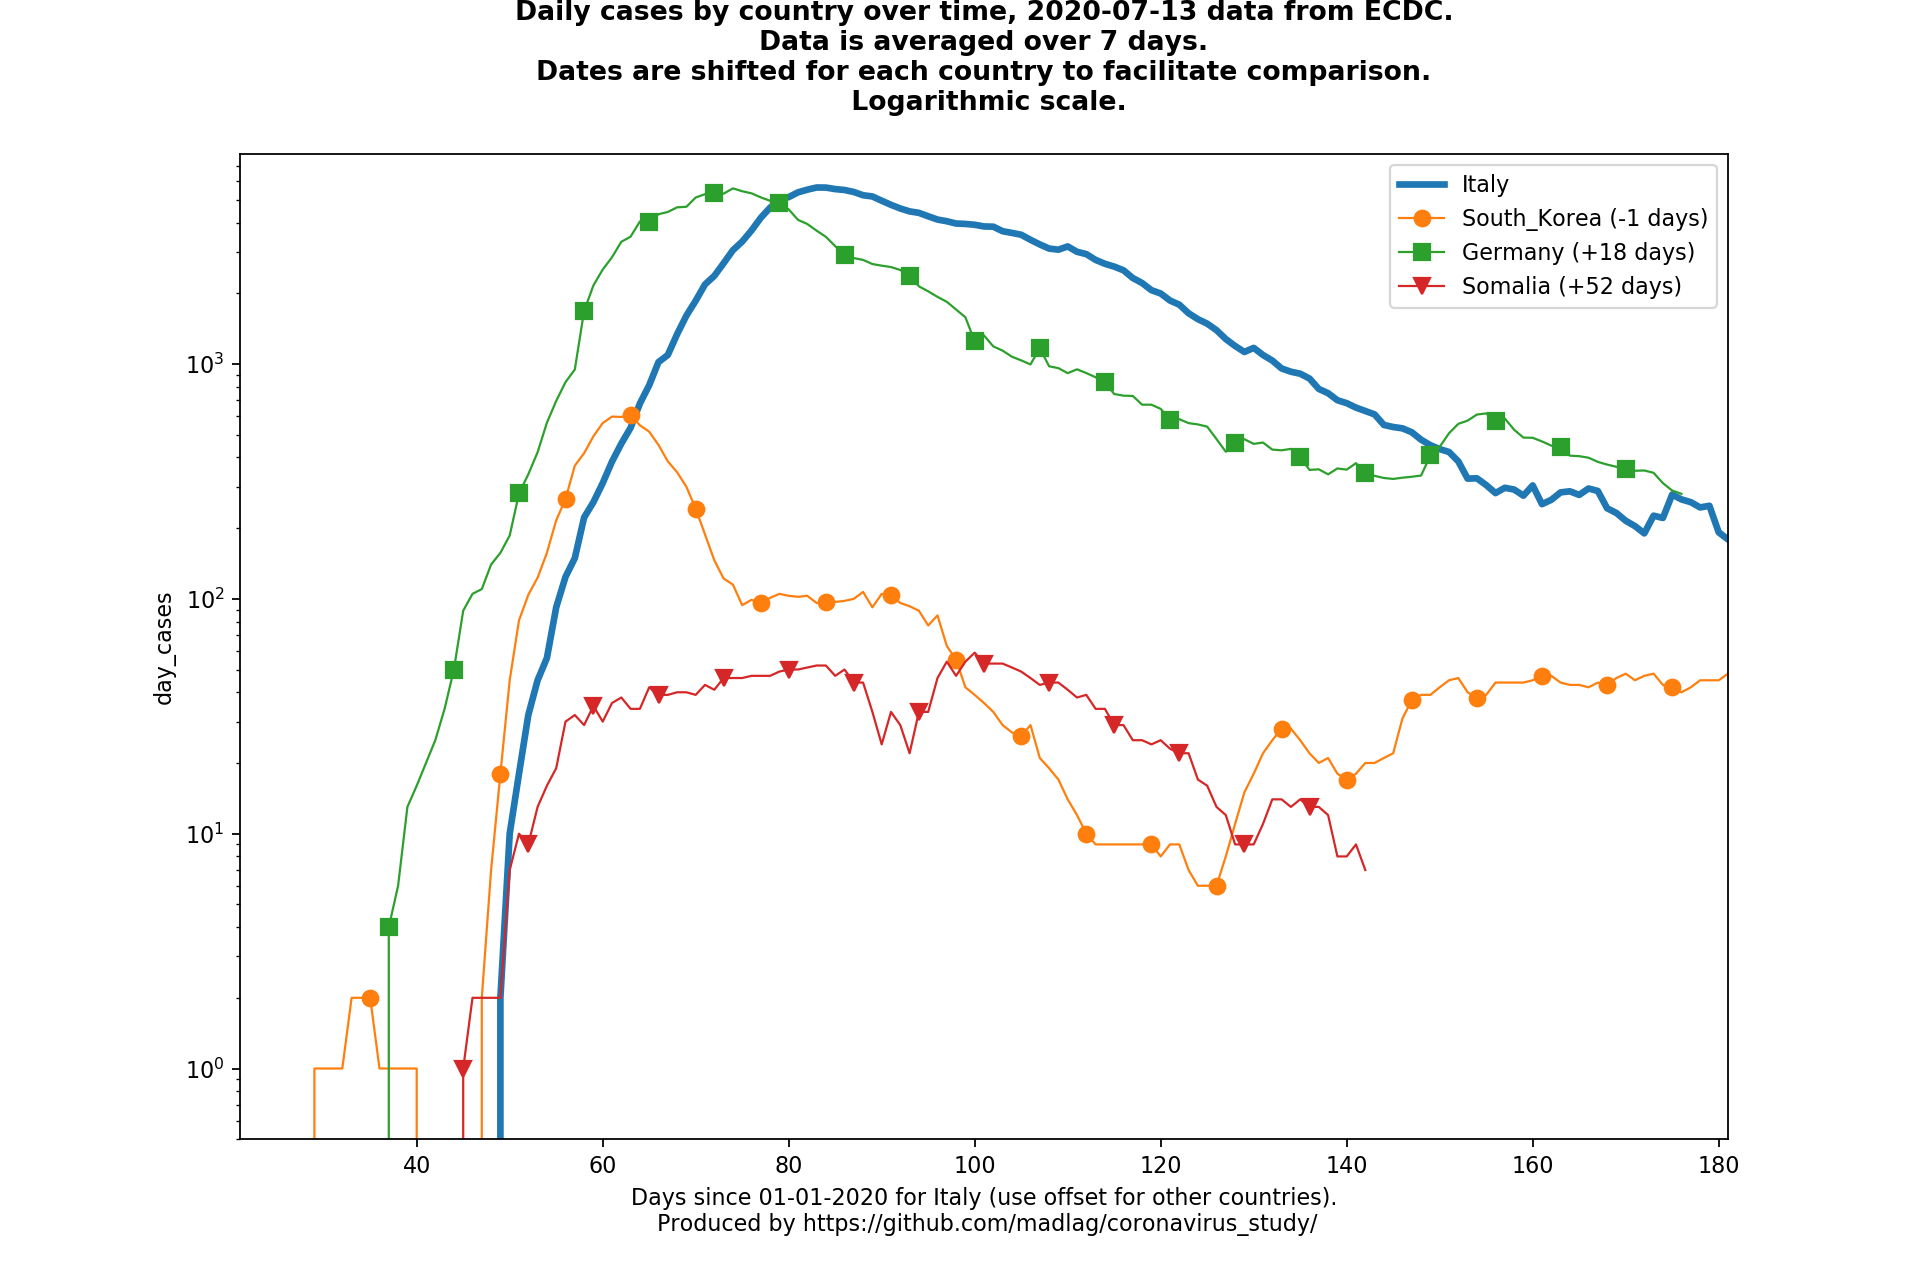 Daily cases by country over time, 2020-07-13 data from ECDC.
Data is averaged over 7 days.
Dates are shifted for each country to facilitate comparison.
Logarithmic scale.
Italy
South_Korea (-1 days)
Germany (+18 days)
Somalia (+52 days)
day_cases
10³
10²
10¹
10⁰
40 60 80 100 120 140 160 180
Days since 01-01-2020 for Italy (use offset for other countries).
Produced by https://github.com/madlag/coronavirus_study/